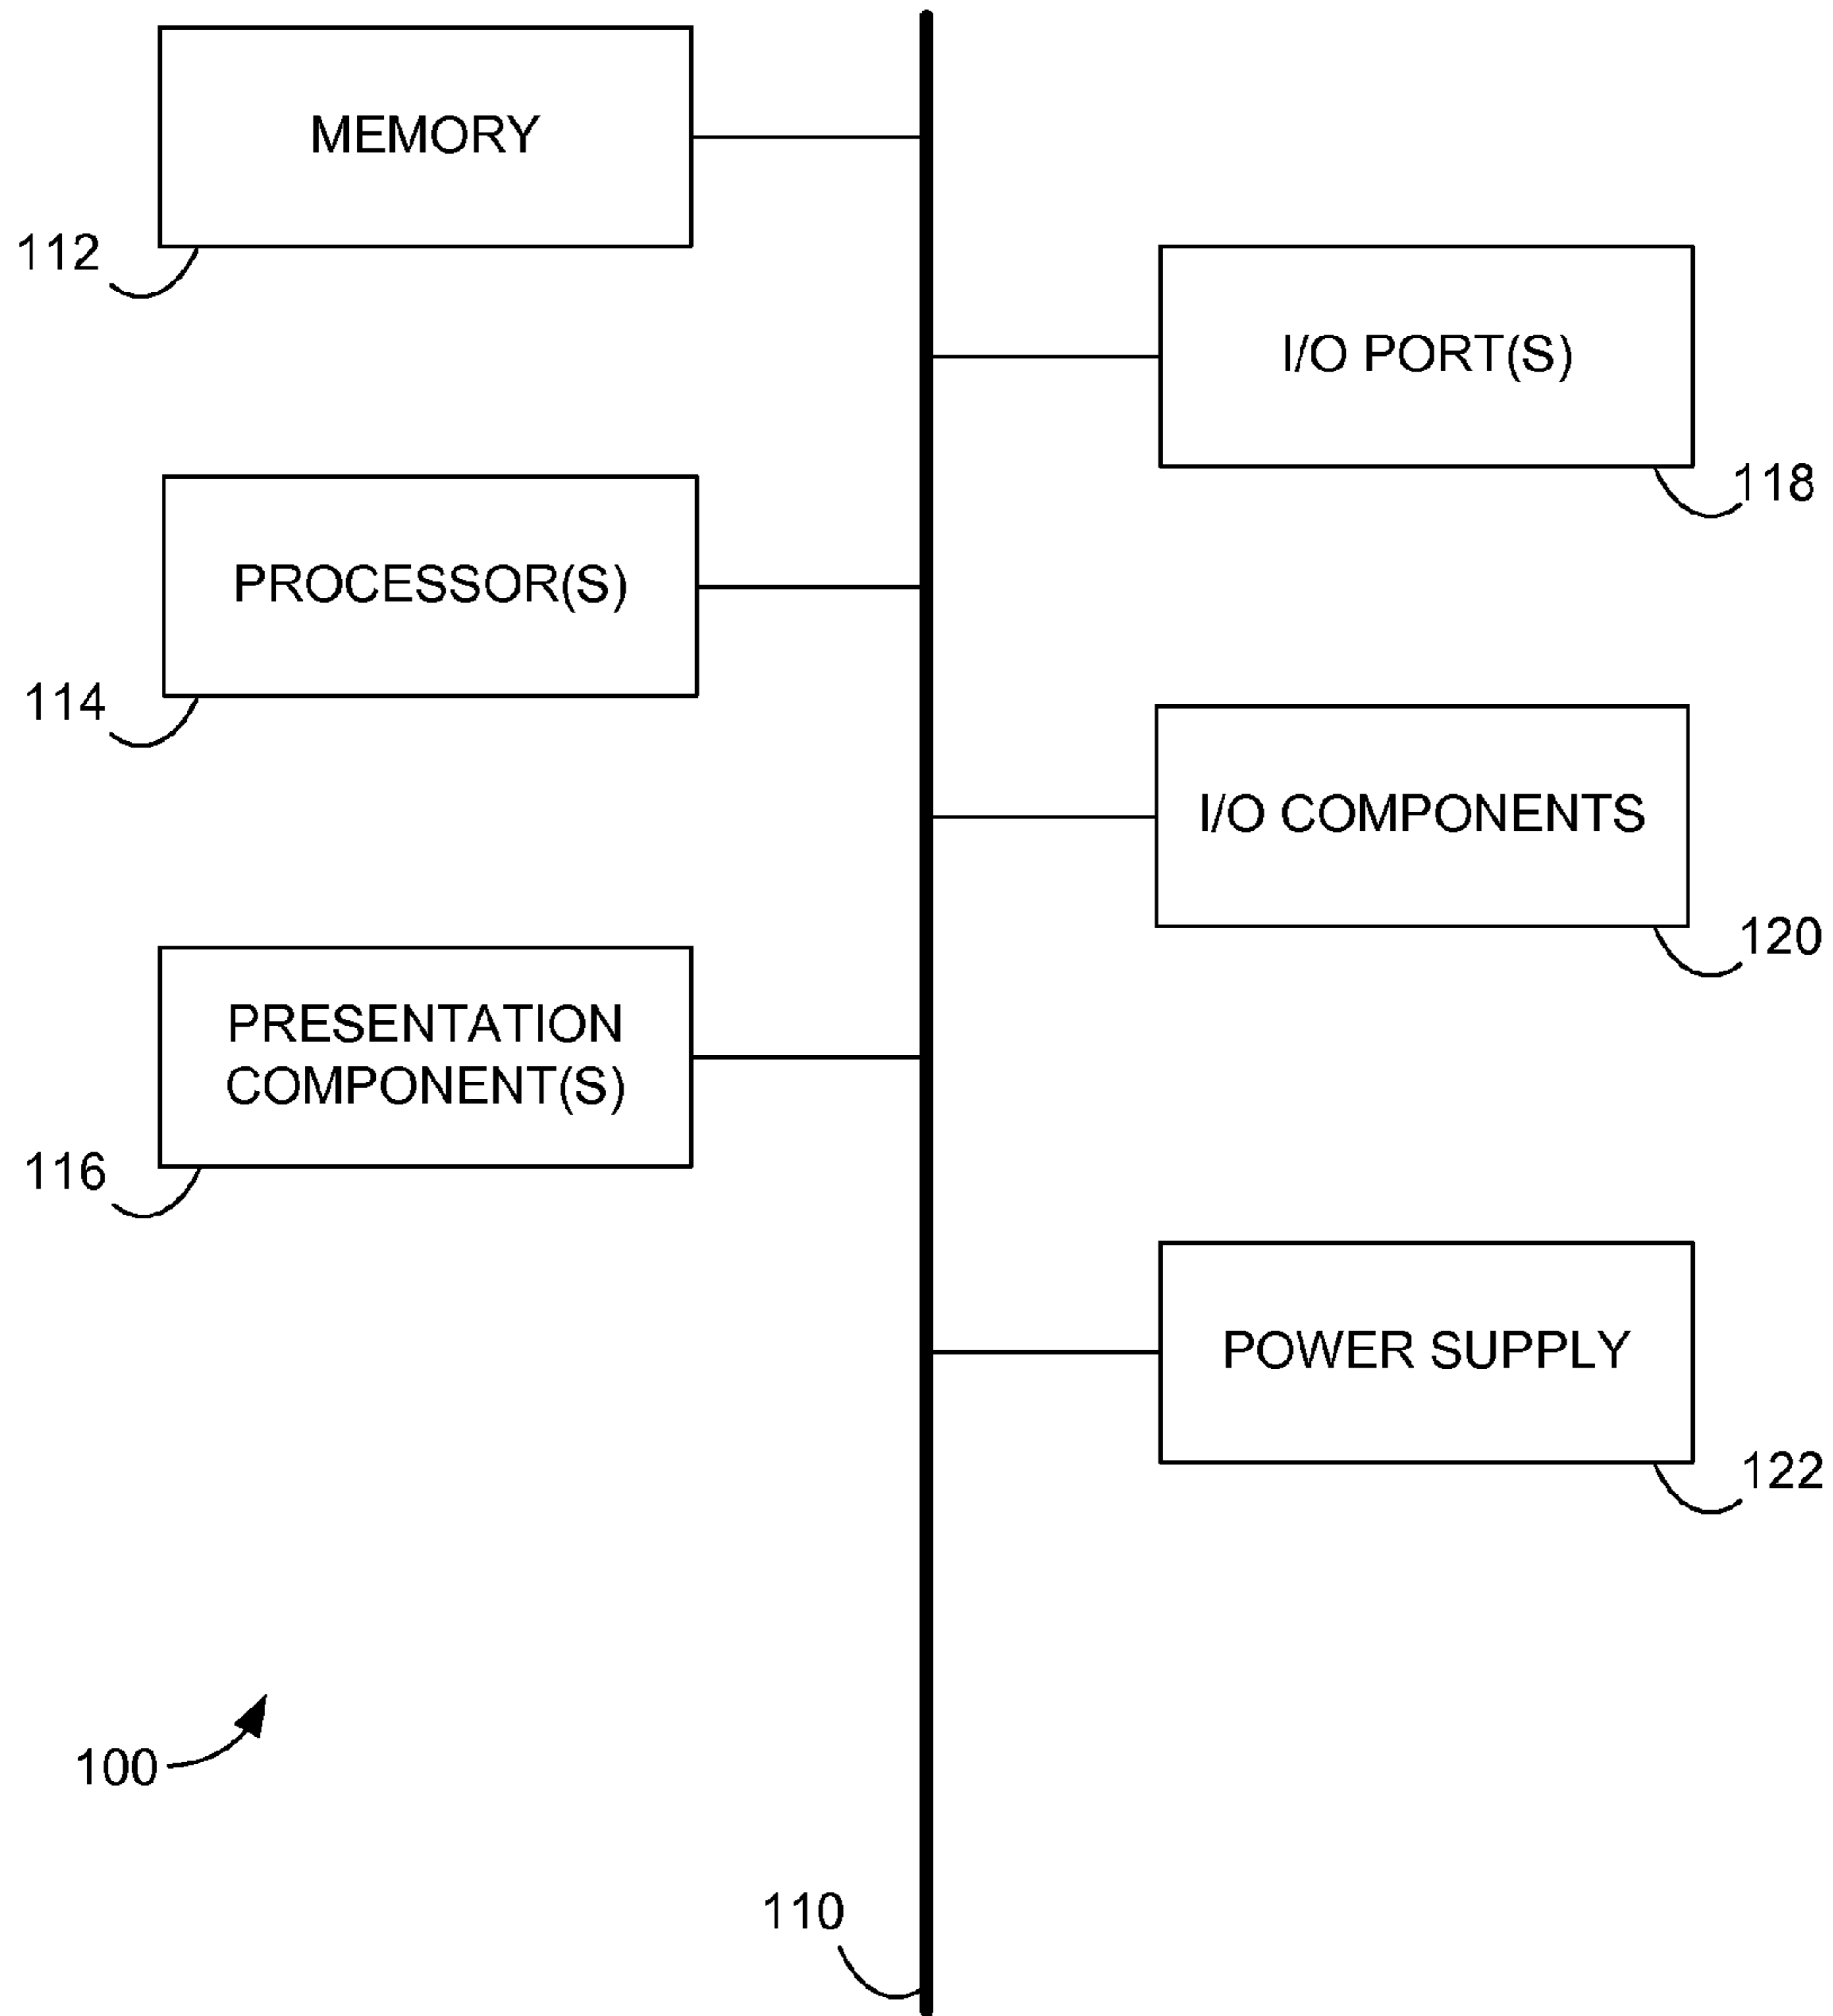 MEMORY
112
I/O PORT(S)
118
PROCESSOR(S)
114
I/O COMPONENTS
120
PRESENTATION
COMPONENT(S)
116
POWER SUPPLY
122
100
110